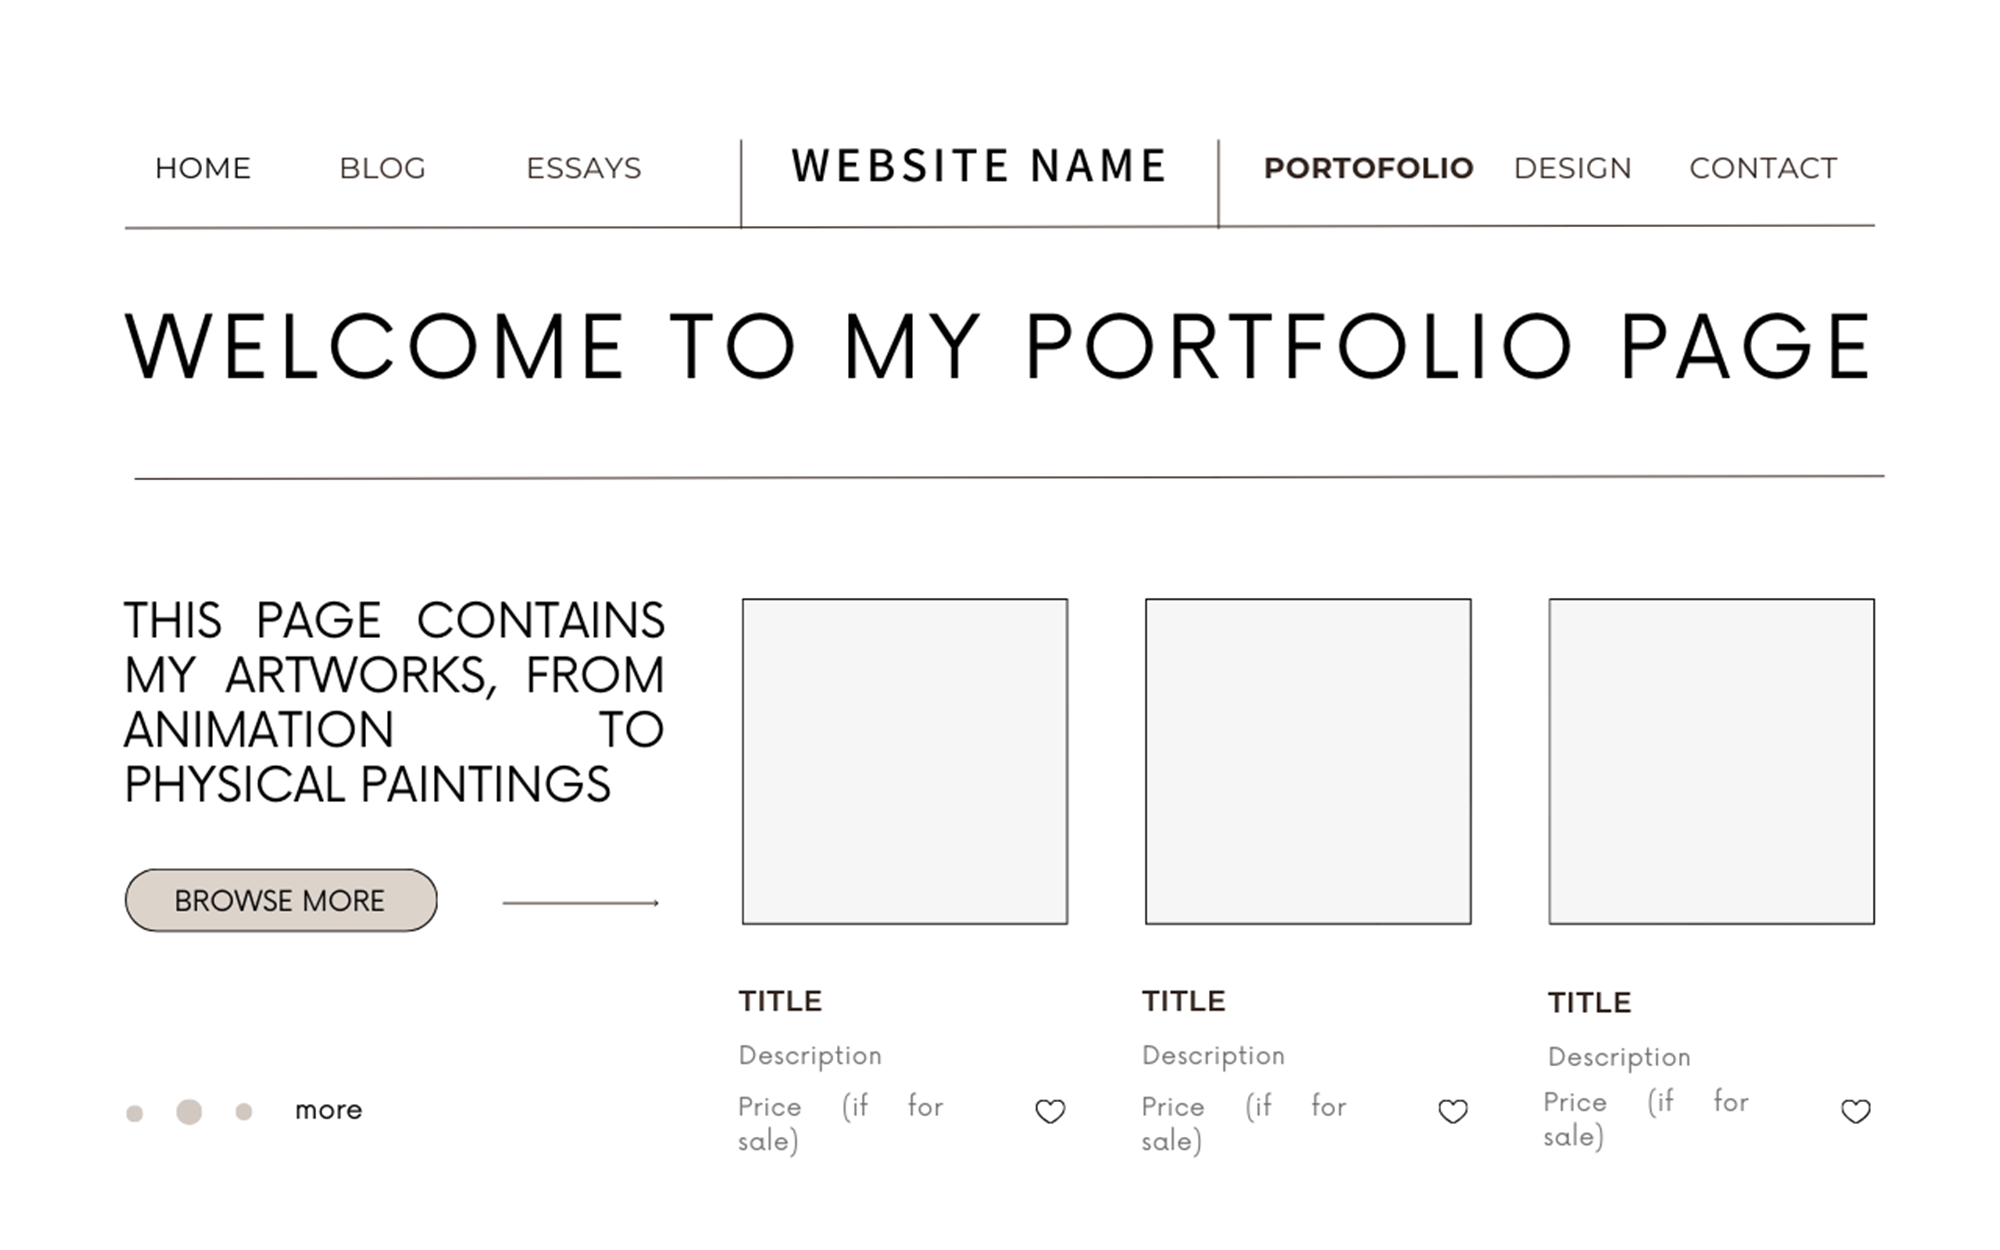 HOME BLOG ESSAYS WEBSITE NAME PORTOFOLIO DESIGN CONTACT
WELCOME TO MY PORTFOLIO PAGE
THIS PAGE CONTAINS
MY ARTWORKS, FROM
ANIMATION TO
PHYSICAL PAINTINGS
BROWSE MORE
more
TITLE
Description
Price (if for
sale)
TITLE
Description
Price (if for
sale)
TITLE
Description
Price (if for
sale)